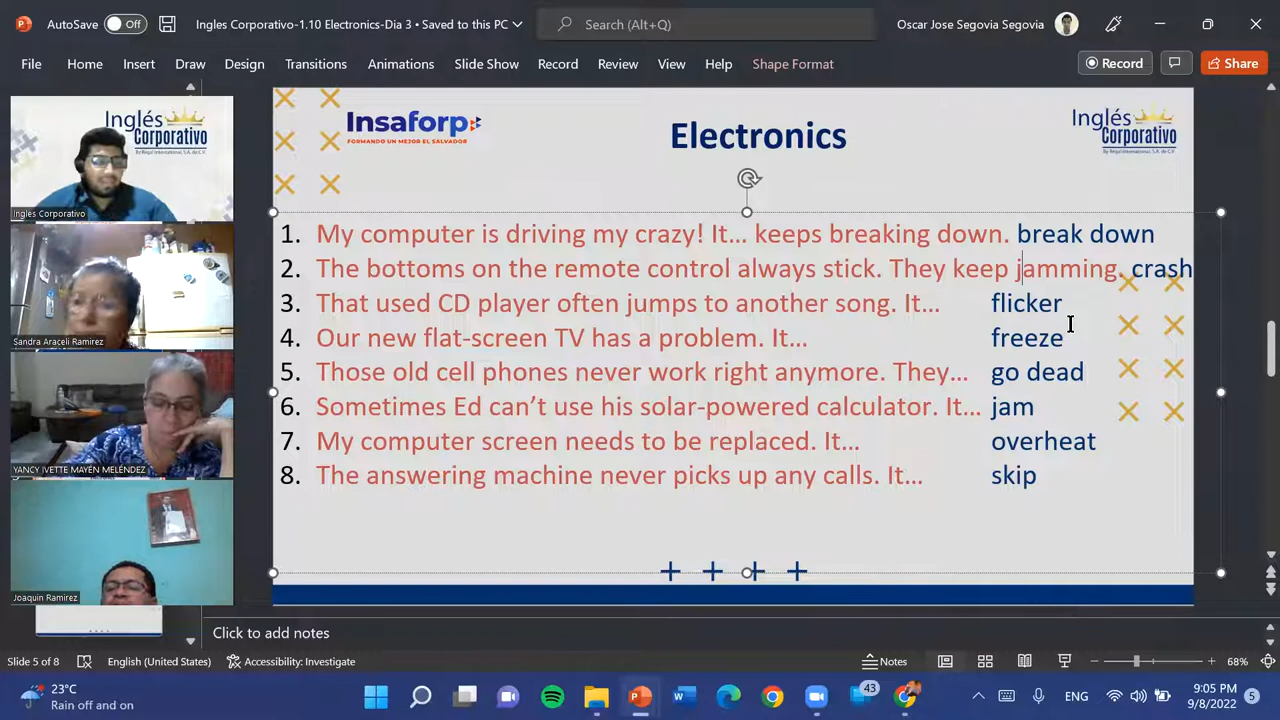 AutoSave Off Ingles Corporativo-1.10 Electronics-Dia 3 • Saved to this PC Search (Alt+Q) Oscar Jose Segovia Segovia
File Home Insert Draw Design Transitions Animations Slide Show Record Review View Help Shape Format Record Share
Inglés
Corporativo
Ingles Corporativo
Sandra Araceli Ramirez
YANCY IVETTE MAYÉN MELÉNDEZ
Joaquin Ramirez
Insaforp
FORMANDO UN MEJOR EL SALVADOR
Electronics
Inglés
Corporativo
By Regal International, S.A. de C.V.
1. My computer is driving my crazy! It... keeps breaking down. break down
2. The bottoms on the remote control always stick. They keep jamming. crash
3. That used CD player often jumps to another song. It... flicker
4. Our new flat-screen TV has a problem. It... freeze
5. Those old cell phones never work right anymore. They... go dead
6. Sometimes Ed can't use his solar-powered calculator. It... jam
7. My computer screen needs to be replaced. It... overheat
8. The answering machine never picks up any calls. It... skip
Click to add notes
Slide 5 of 8 English (United States) Accessibility: Investigate Notes 68%
23°C
Rain off and on
43
ENG
9:05 PM
9/8/2022
5